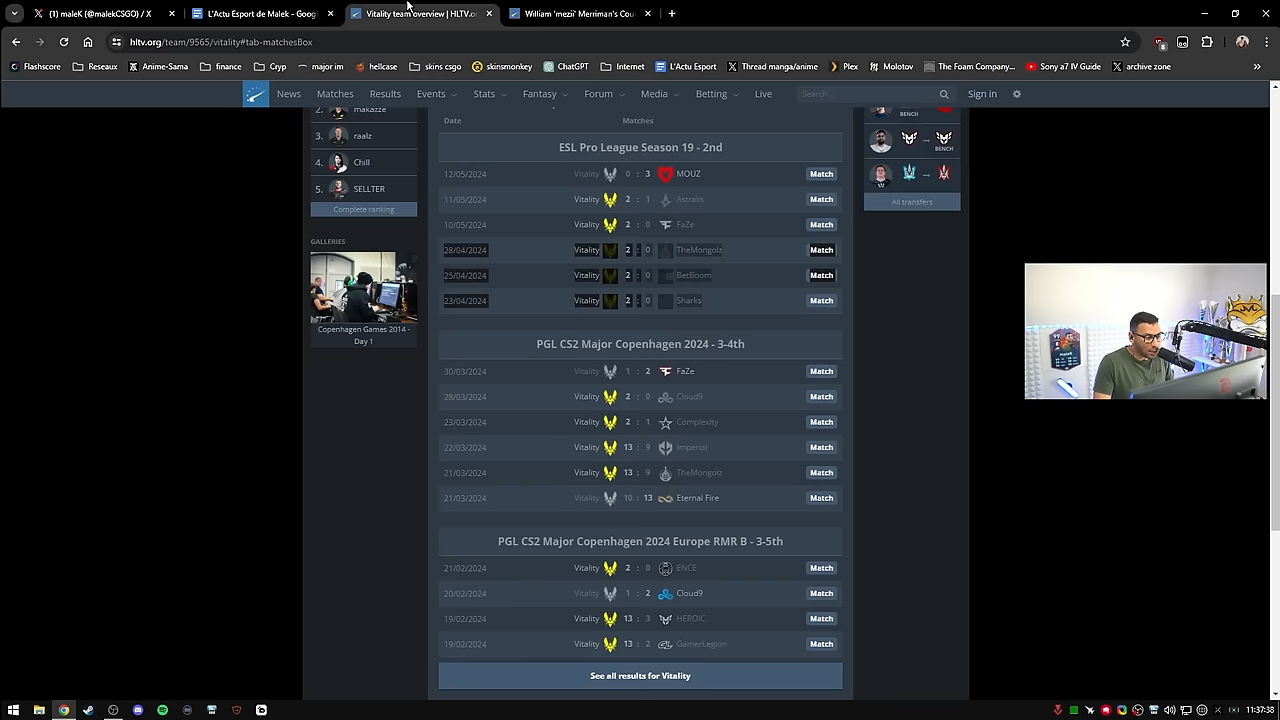 (1) maleK (@malekCSGO) / X
L'Actu Esport de Malek - Goog
Vitality team overview | HLTV.o
William 'mezii' Merriman's Cou
hltv.org/team/9565/vitality#tab-matchesBox
Flashscore Reseaux Anime-Sama finance Cryp major im hellcase skins csgo skinsmonkey ChatGPT Internet L'Actu Esport Thread manga/anime Plex Molotov The Foam Company... Sony a7 IV Guide archive zone
News Matches Results Events Stats Fantasy Forum Media Betting Live Search... Sign in
2. makazze
3. raalz
4. Chill
5. SELLTER
Complete ranking
GALLERIES
Copenhagen Games 2014 -
Day 1
Date Matches
ESL Pro League Season 19 - 2nd
12/05/2024 Vitality 0 : 3 MOUZ Match
11/05/2024 Vitality 2 : 1 Astralis Match
10/05/2024 Vitality 2 : 0 FaZe Match
28/04/2024 Vitality 2 : 0 TheMongolz Match
25/04/2024 Vitality 2 : 0 BetBoom Match
23/04/2024 Vitality 2 : 0 Sharks Match
PGL CS2 Major Copenhagen 2024 - 3-4th
30/03/2024 Vitality 1 : 2 FaZe Match
28/03/2024 Vitality 2 : 0 Cloud9 Match
23/03/2024 Vitality 2 : 1 Complexity Match
22/03/2024 Vitality 13 : 9 Imperial Match
21/03/2024 Vitality 13 : 9 TheMongolz Match
21/03/2024 Vitality 10 : 13 Eternal Fire Match
PGL CS2 Major Copenhagen 2024 Europe RMR B - 3-5th
21/02/2024 Vitality 2 : 0 ENCE Match
20/02/2024 Vitality 1 : 2 Cloud9 Match
19/02/2024 Vitality 13 : 3 HEROIC Match
19/02/2024 Vitality 13 : 2 GamerLegion Match
See all results for Vitality
BENCH
BENCH
All transfers
99
maleK
11:37:38